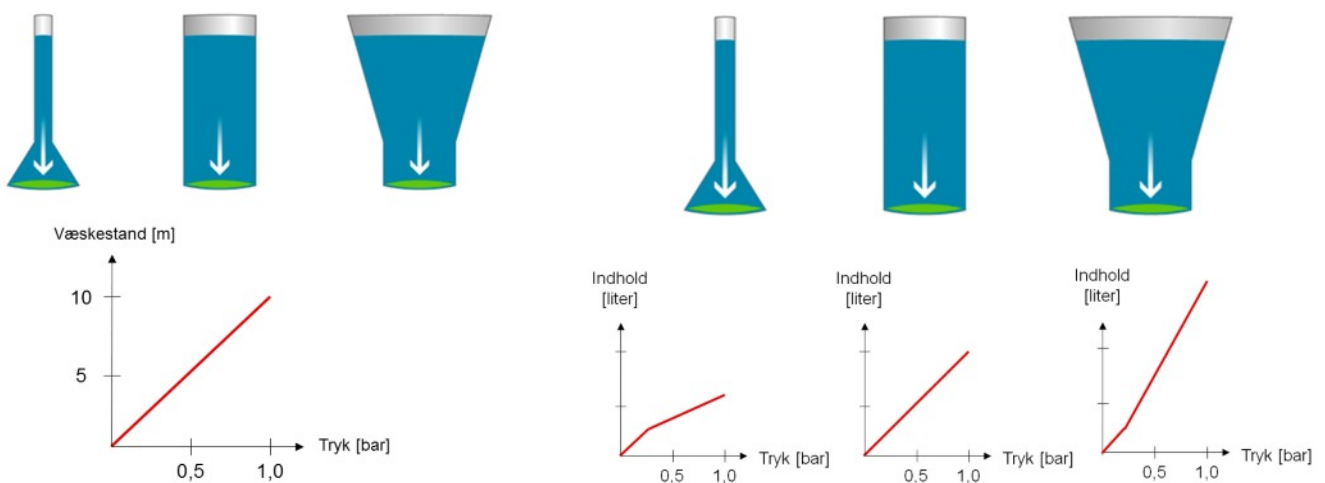 Væskestand [m]
10
5
0,5
1,0
Tryk [bar]
Indhold
[liter]
0,5
1,0
Tryk [bar]
Indhold
[liter]
0,5
1,0
Tryk [bar]
Indhold
[liter]
0,5
1,0
Tryk [bar]